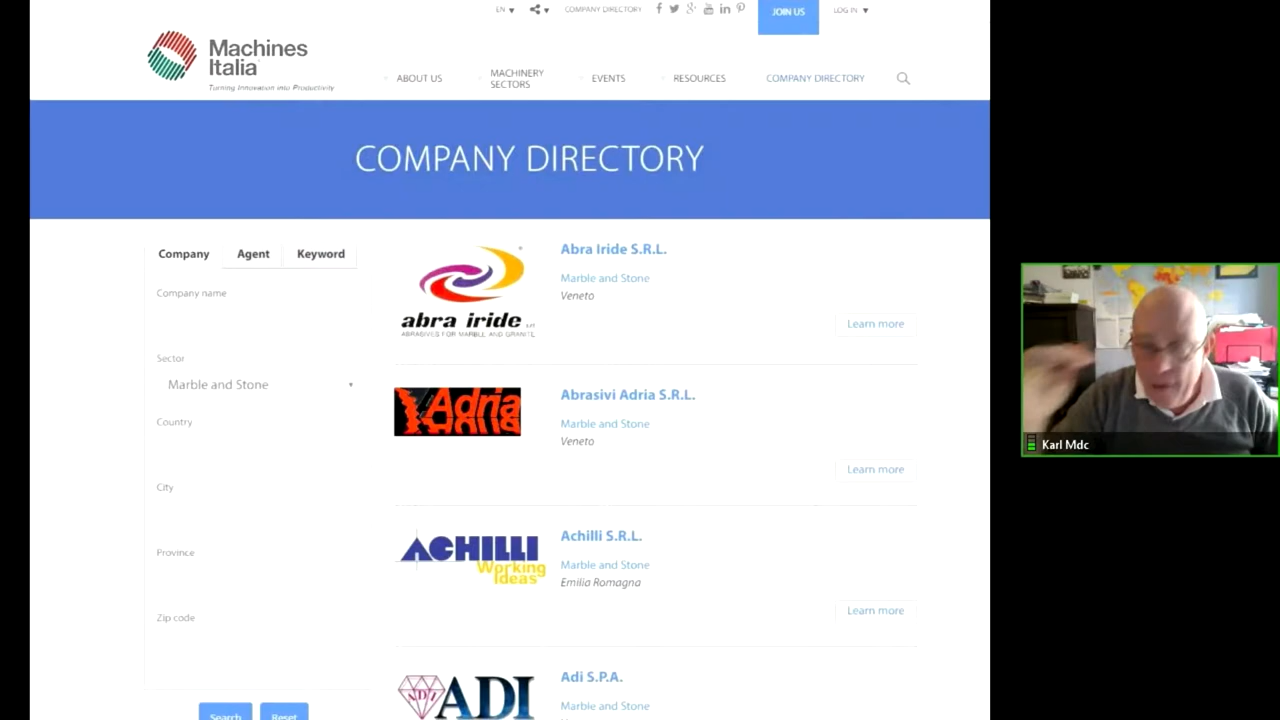 EN
COMPANY DIRECTORY
JOIN US
LOG IN
Machines
Italia
Turning Innovation into Productivity
ABOUT US
MACHINERY
SECTORS
EVENTS
RESOURCES
COMPANY DIRECTORY
COMPANY DIRECTORY
Company
Agent
Keyword
Company name
Sector
Marble and Stone
Country
City
Province
Zip code
Search
Reset
abra iride s.r.l.
ABRASIVES FOR MARBLE AND GRANITE
Abra Iride S.R.L.
Marble and Stone
Veneto
Learn more
Adria
Abrasivi Adria S.R.L.
Marble and Stone
Veneto
Learn more
ACHILLI
Working
Ideas
Achilli S.R.L.
Marble and Stone
Emilia Romagna
Learn more
ADI
Adi S.P.A.
Marble and Stone
Karl Mdc